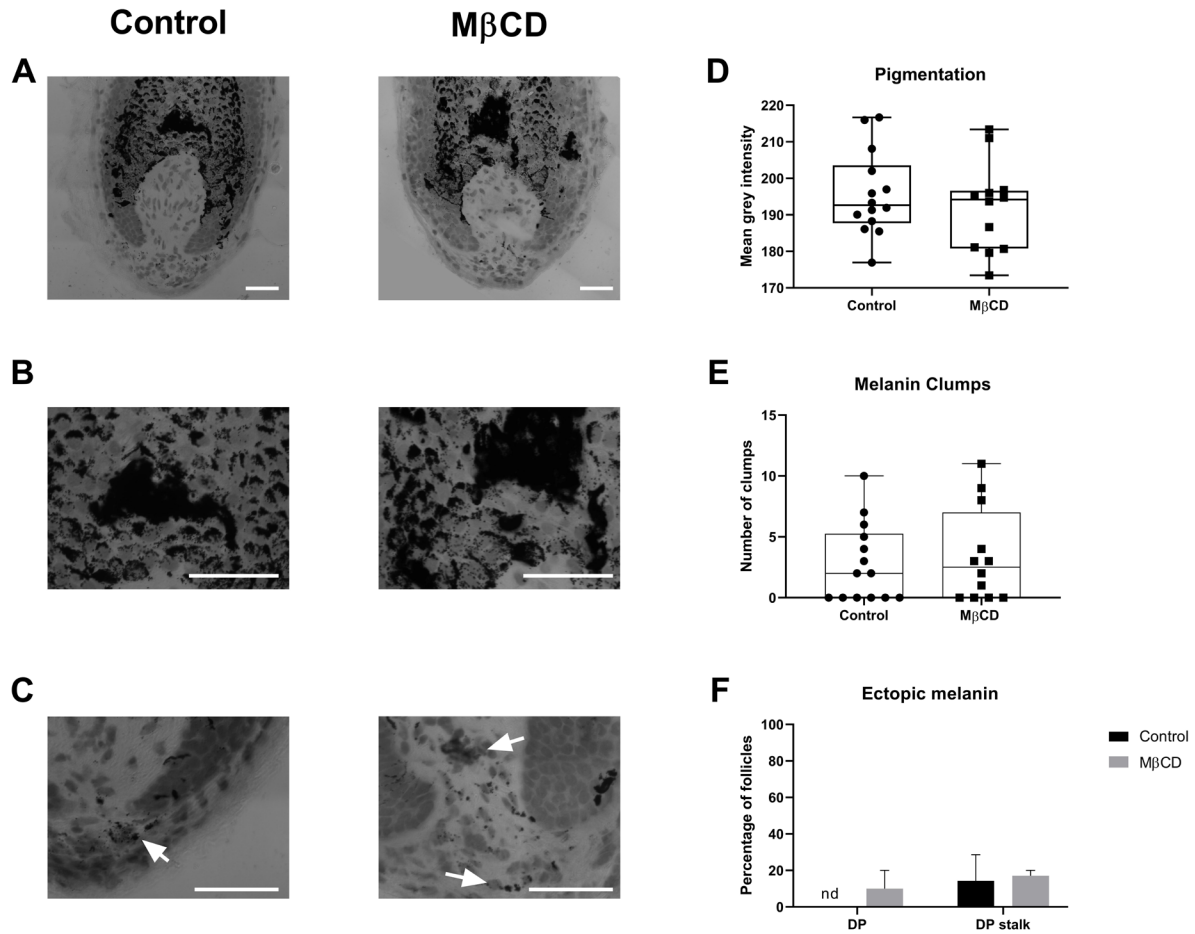 Control
MβCD
A
B
C
D
Pigmentation
Mean grey intensity
220
210
200
190
180
170
Control
MβCD
E
Melanin Clumps
Number of clumps
15
10
5
0
Control
MβCD
F
Ectopic melanin
Percentage of follicles
100
80
60
40
20
0
nd
DP
DP stalk
Control
MβCD